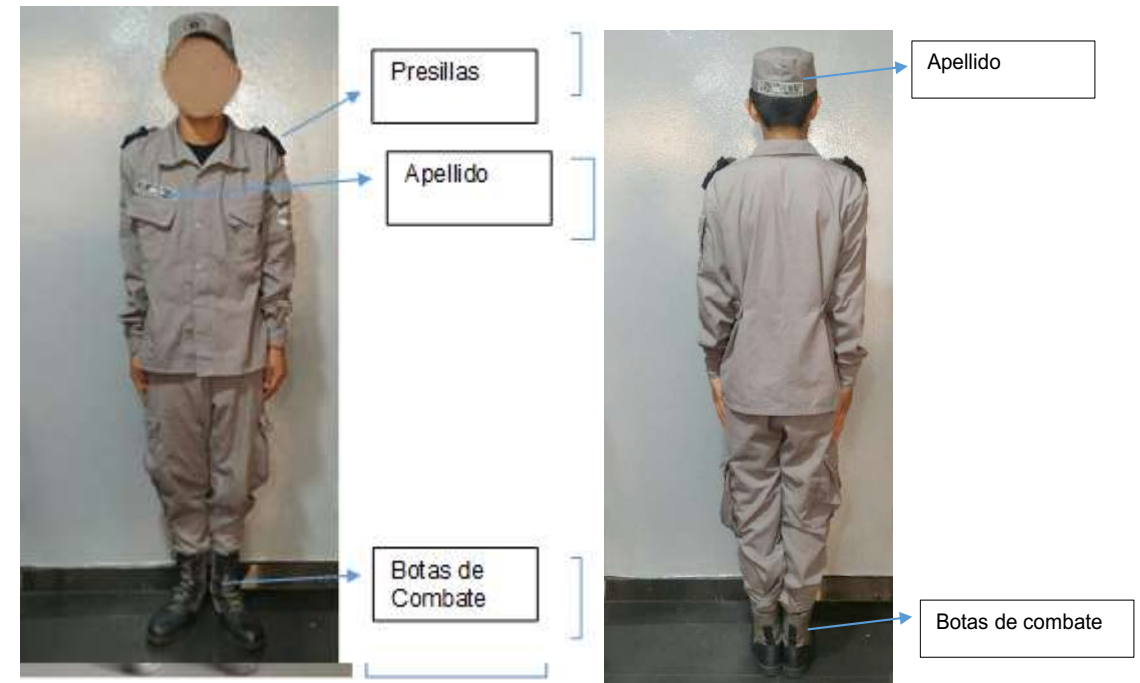 Presillas
Apellido
Botas de
Combate
Apellido
Botas de combate